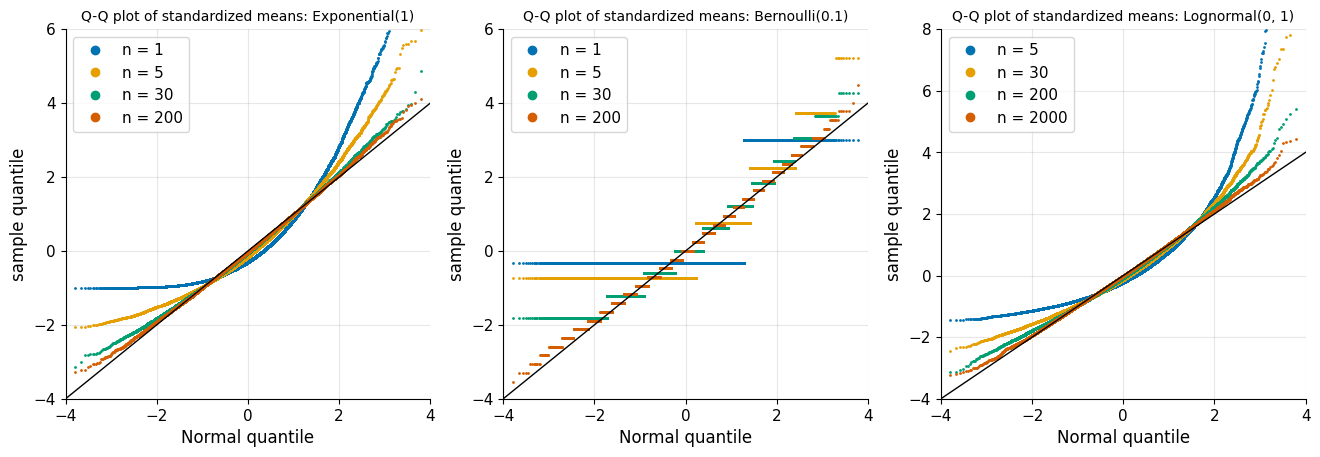 Q-Q plot of standardized means: Exponential(1)
6
4
2
0
−2
−4
−4
−2
0
2
4
Normal quantile
sample quantile
n = 1
n = 5
n = 30
n = 200
Q-Q plot of standardized means: Bernoulli(0.1)
6
4
2
0
−2
−4
−4
−2
0
2
4
Normal quantile
sample quantile
n = 1
n = 5
n = 30
n = 200
Q-Q plot of standardized means: Lognormal(0, 1)
8
6
4
2
0
−2
−4
−4
−2
0
2
4
Normal quantile
sample quantile
n = 5
n = 30
n = 200
n = 2000